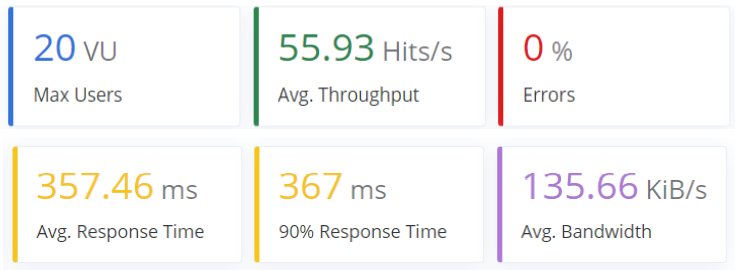 20 VU
Max Users
55.93 Hits/s
Avg. Throughput
0 %
Errors
357.46 ms
Avg. Response Time
367 ms
90% Response Time
135.66 KiB/s
Avg. Bandwidth